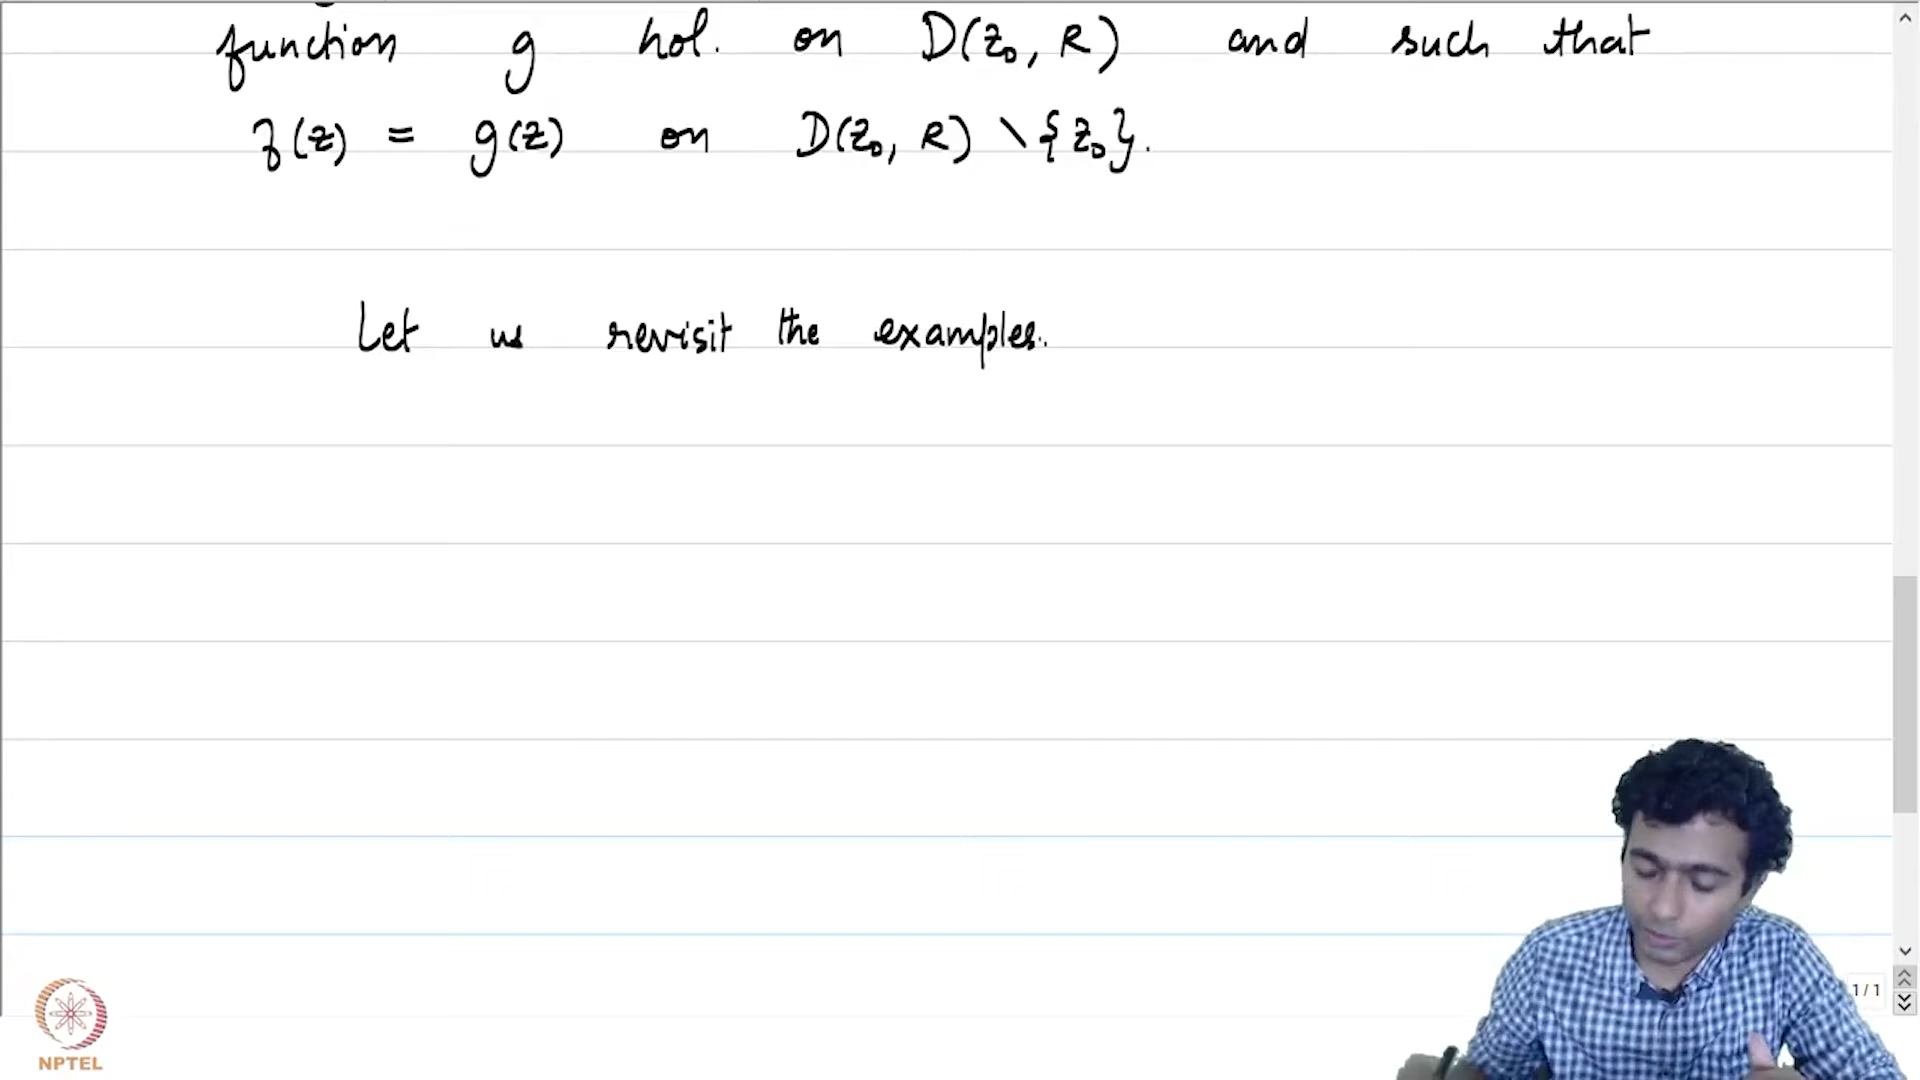 function g hol. on D(z₀, R) and such that
f(z) = g(z) on D(z₀, R) \ {z₀}.
Let us revisit the examples.
1 / 1
NPTEL